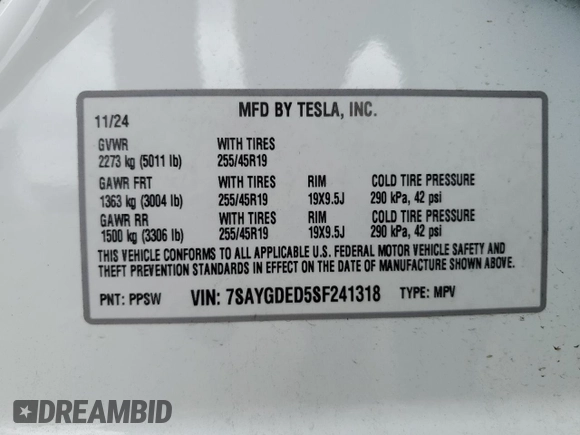 MFD BY TESLA, INC.
11/24
GVWR WITH TIRES
2273 kg (5011 lb) 255/45R19
GAWR FRT WITH TIRES RIM COLD TIRE PRESSURE
1363 kg (3004 lb) 255/45R19 19X9.5J 290 kPa, 42 psi
GAWR RR WITH TIRES RIM COLD TIRE PRESSURE
1500 kg (3306 lb) 255/45R19 19X9.5J 290 kPa, 42 psi
THIS VEHICLE CONFORMS TO ALL APPLICABLE U.S. FEDERAL MOTOR VEHICLE SAFETY AND
THEFT PREVENTION STANDARDS IN EFFECT ON THE DATE OF MANUFACTURE SHOWN ABOVE.
PNT: PPSW VIN: 7SAYGDED5SF241318 TYPE: MPV
DREAMBID